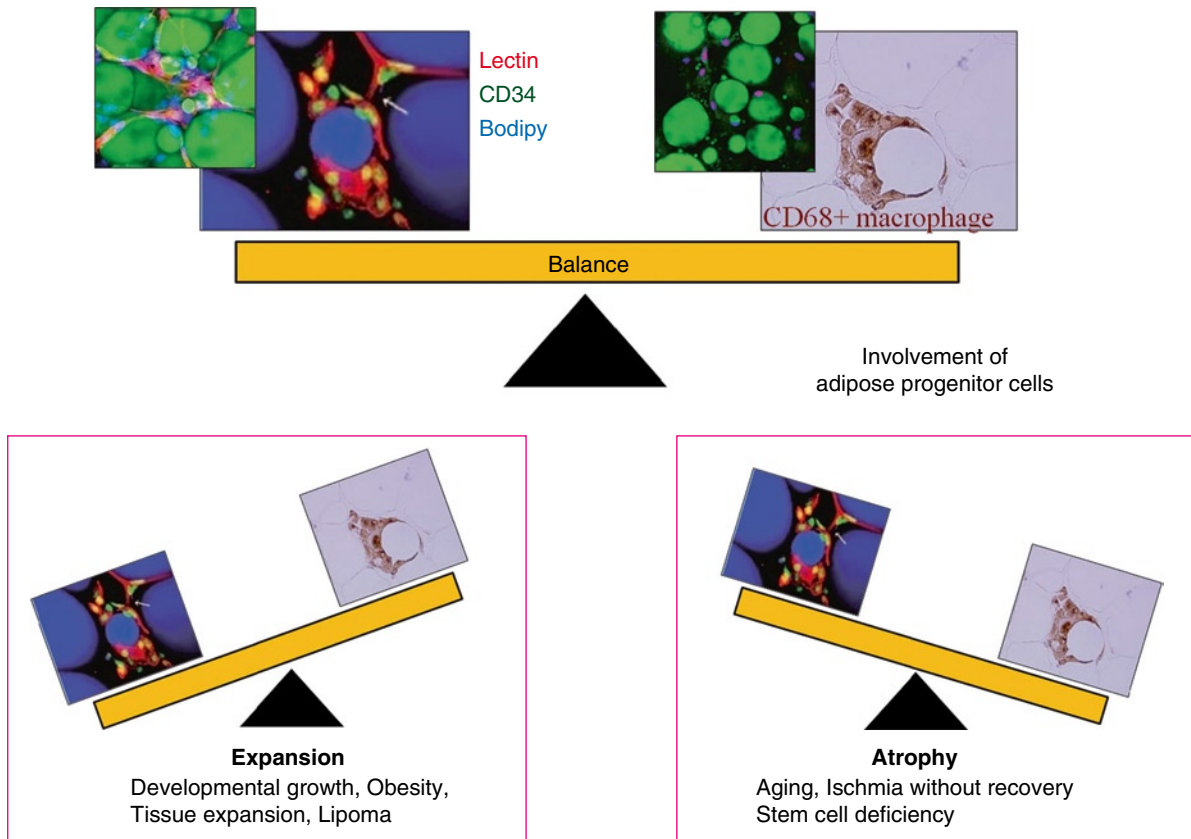 Lectin
CD34
Bodipy
CD68+ macrophage
Balance
Involvement of
adipose progenitor cells
Expansion
Developmental growth, Obesity,
Tissue expansion, Lipoma
Atrophy
Aging, Ischmia without recovery
Stem cell deficiency